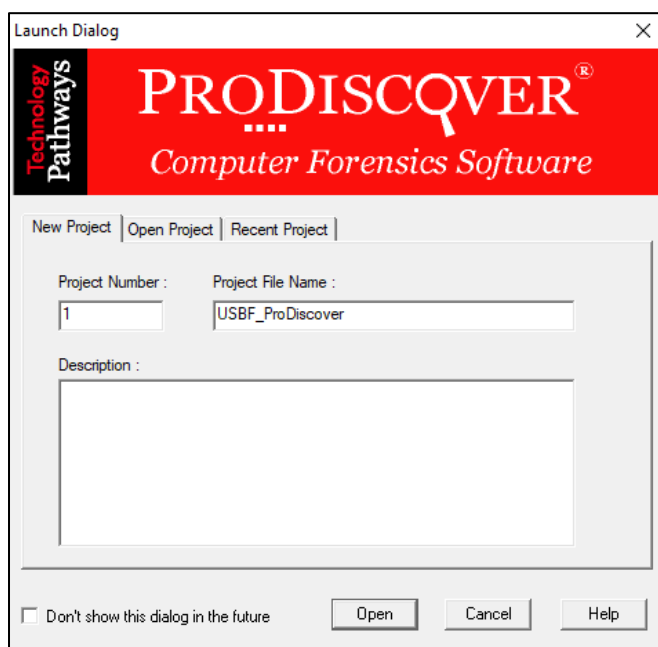 Launch Dialog
Technology
Pathways
PRODISCOVER®
Computer Forensics Software
New Project
Open Project
Recent Project
Project Number :
Project File Name :
1
USBF_ProDiscover
Description :
Don't show this dialog in the future
Open
Cancel
Help